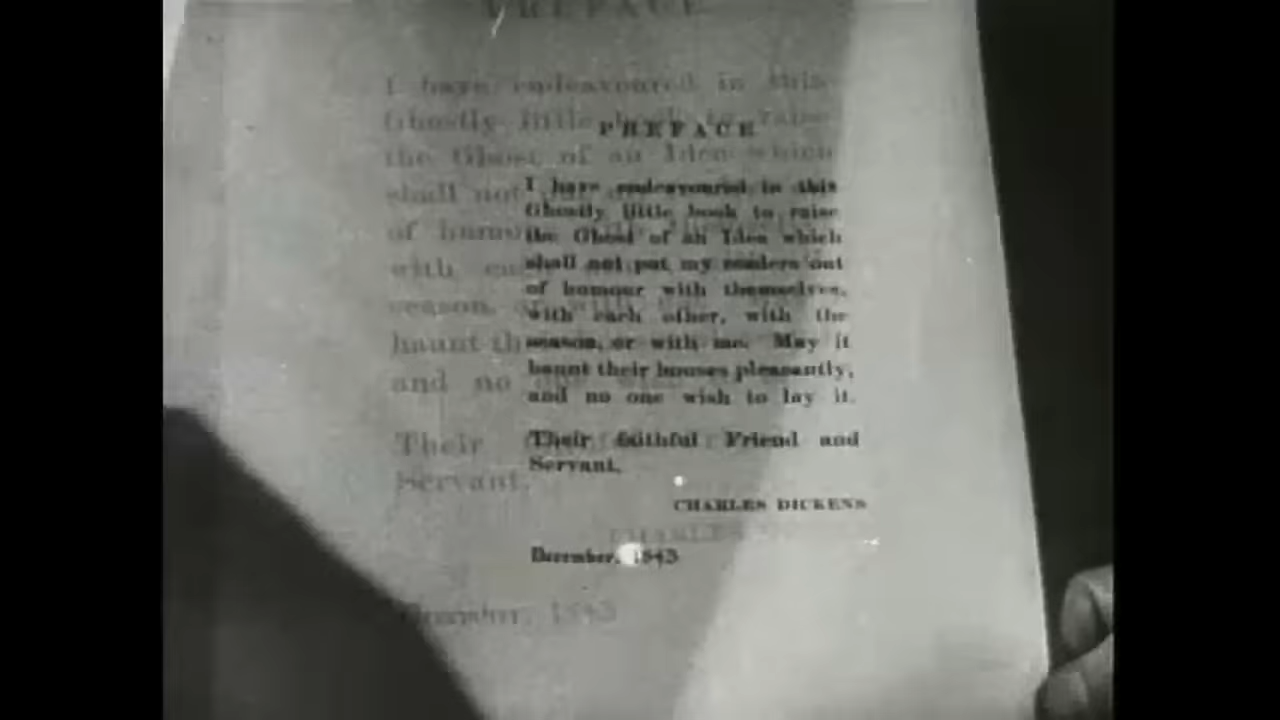 PREFACE
I have endeavoured in this
Ghostly little book to raise
the Ghost of an Idea which
shall not put my readers out
of humour with themselves,
with each other, with the
season, or with me. May it
haunt their houses pleasantly,
and no one wish to lay it.
Their faithful Friend and
Servant,
CHARLES DICKENS
December, 1843